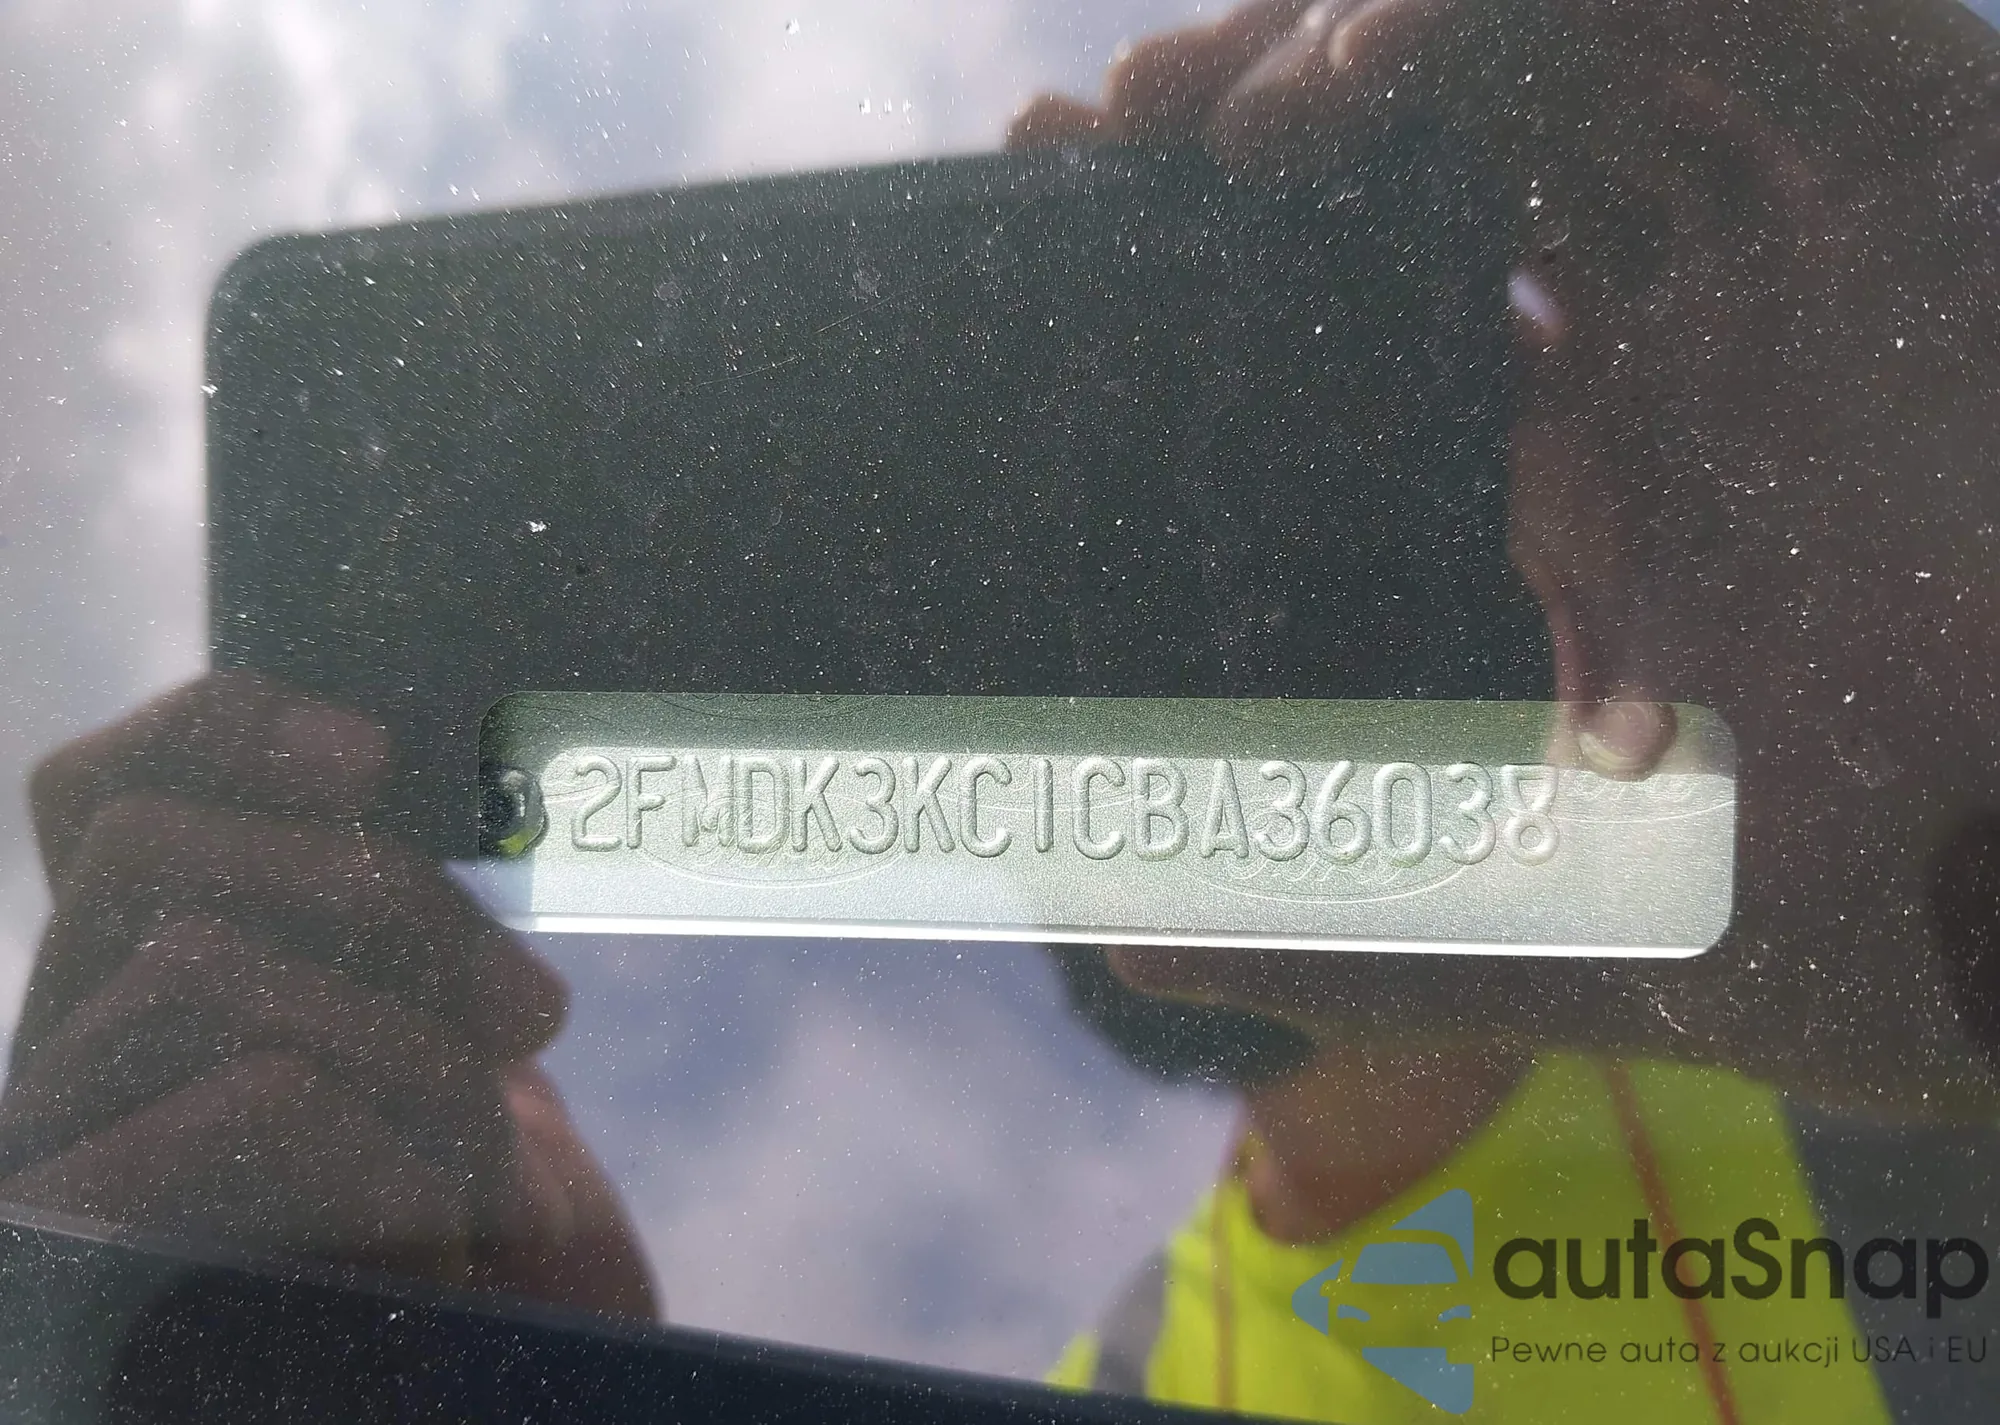 2FMDK3KC1CBA36038
autaSnap
Pewne auta z aukcji USA i EU